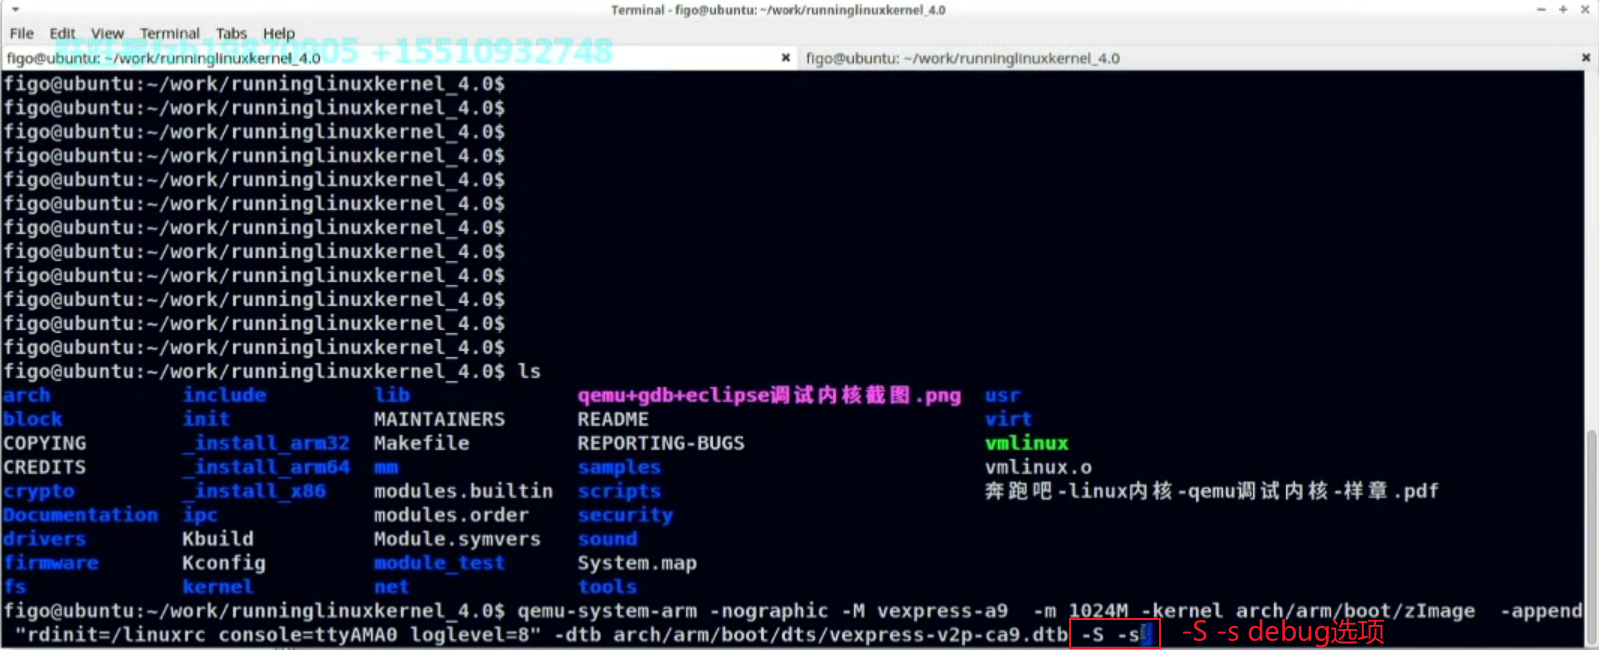 Terminal - figo@ubuntu: ~/work/runninglinuxkernel_4.0
File Edit View Terminal Tabs Help
19870905 +15510932748
figo@ubuntu: ~/work/runninglinuxkernel_4.0 figo@ubuntu: ~/work/runninglinuxkernel_4.0
figo@ubuntu:~/work/runninglinuxkernel_4.0$
figo@ubuntu:~/work/runninglinuxkernel_4.0$
figo@ubuntu:~/work/runninglinuxkernel_4.0$
figo@ubuntu:~/work/runninglinuxkernel_4.0$
figo@ubuntu:~/work/runninglinuxkernel_4.0$
figo@ubuntu:~/work/runninglinuxkernel_4.0$
figo@ubuntu:~/work/runninglinuxkernel_4.0$
figo@ubuntu:~/work/runninglinuxkernel_4.0$
figo@ubuntu:~/work/runninglinuxkernel_4.0$
figo@ubuntu:~/work/runninglinuxkernel_4.0$
figo@ubuntu:~/work/runninglinuxkernel_4.0$
figo@ubuntu:~/work/runninglinuxkernel_4.0$
figo@ubuntu:~/work/runninglinuxkernel_4.0$ ls
arch include lib qemu+gdb+eclipse调试内核截图.png usr
block init MAINTAINERS README virt
COPYING _install_arm32 Makefile REPORTING-BUGS vmlinux
CREDITS _install_arm64 mm samples vmlinux.o
crypto _install_x86 modules.builtin scripts 奔跑吧-linux内核-qemu调试内核-样章.pdf
Documentation ipc modules.order security
drivers Kbuild Module.symvers sound
firmware Kconfig module_test System.map
fs kernel net tools
figo@ubuntu:~/work/runninglinuxkernel_4.0$ qemu-system-arm -nographic -M vexpress-a9  -m 1024M -kernel arch/arm/boot/zImage  -append
"rdinit=/linuxrc console=ttyAMA0 loglevel=8" -dtb arch/arm/boot/dts/vexpress-v2p-ca9.dtb -S -s -S -s debug选项